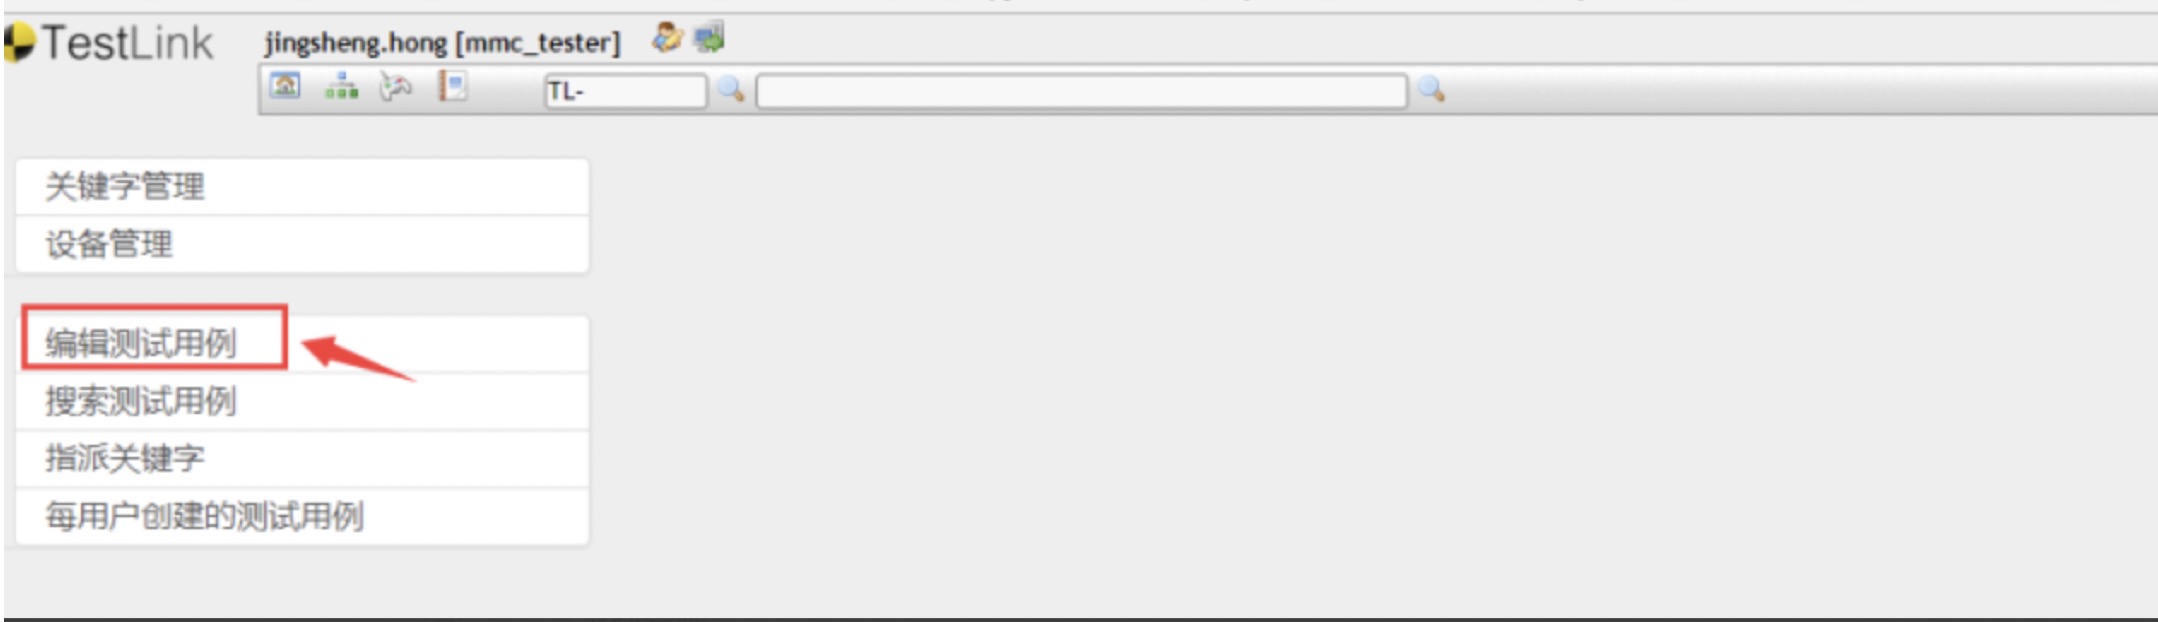 TestLink
jingsheng.hong [mmc_tester]
TL-
关键字管理
设备管理
编辑测试用例
搜索测试用例
指派关键字
每用户创建的测试用例